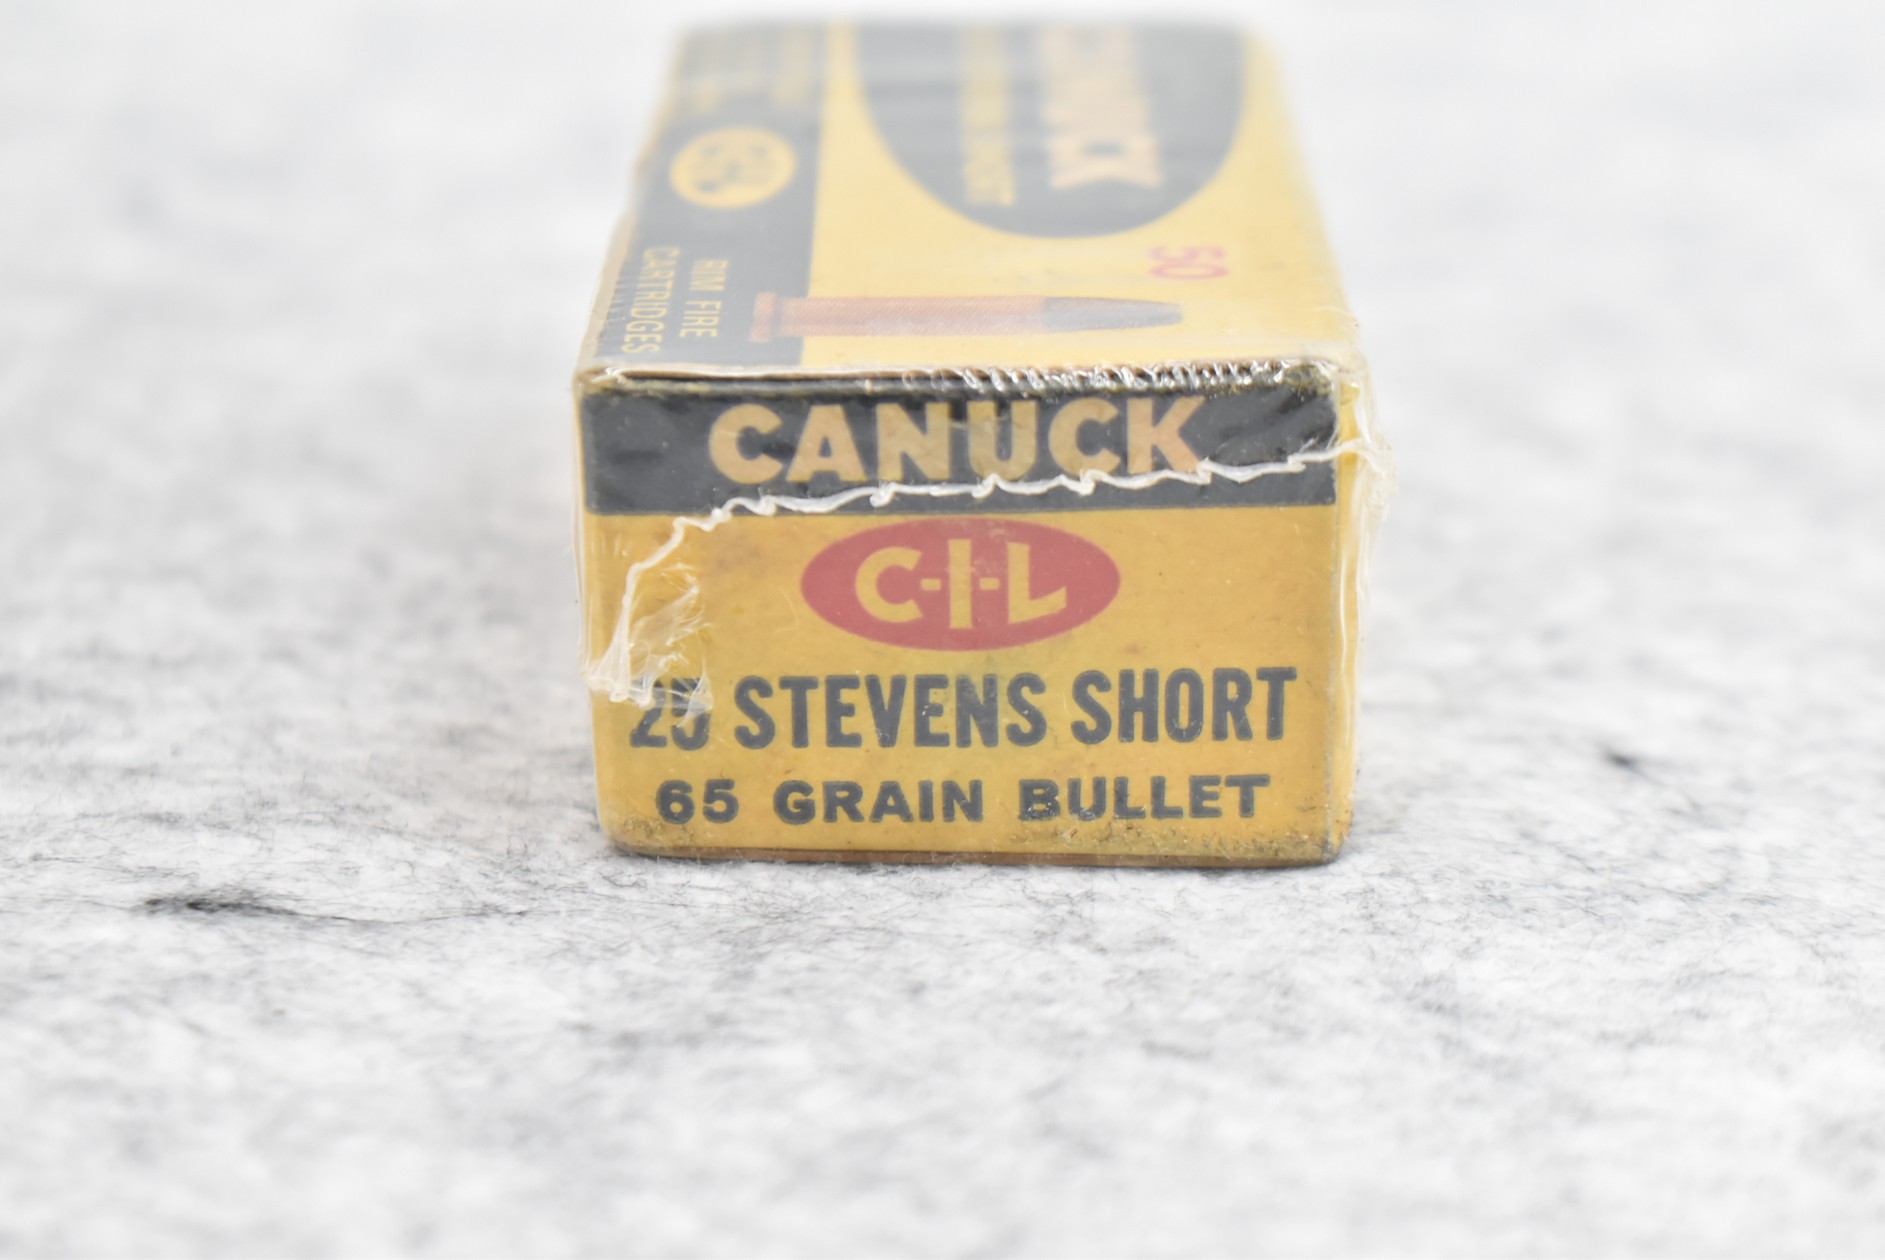 50
RIM FIRE
CARTRIDGES
CANUCK
C-I-L
25 STEVENS SHORT
65 GRAIN BULLET